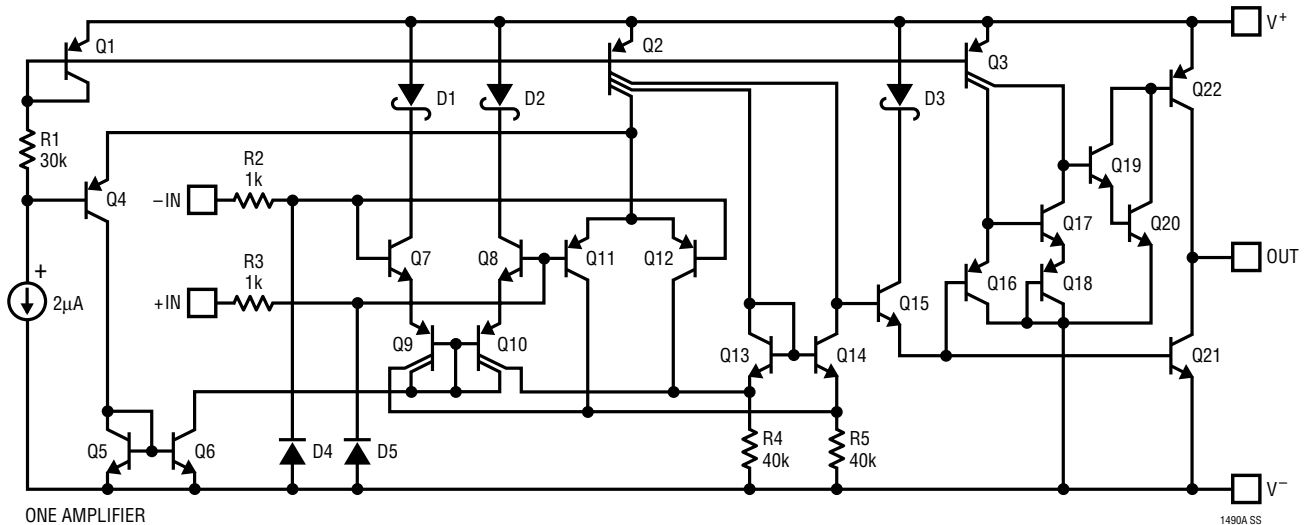 V+
Q1
Q2
Q3
D1
D2
D3
Q22
R1
30k
R2
1k
Q19
Q4
–IN
Q20
Q17
Q7
Q8
Q11
Q12
OUT
R3
1k
+
2µA
+IN
Q15
Q16
Q18
Q9
Q10
Q13
Q14
Q21
Q5
Q6
D4
D5
R4
40k
R5
40k
V–
ONE AMPLIFIER
1490A SS